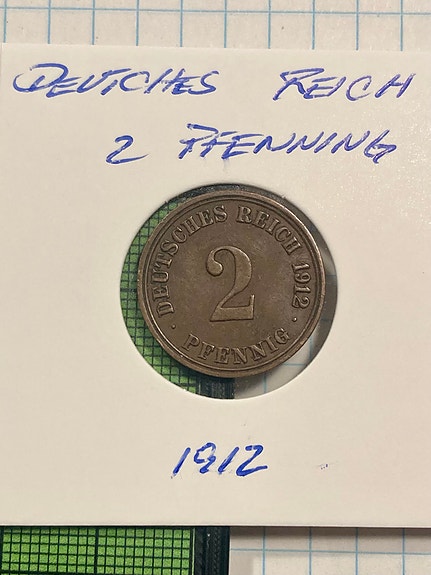 DEUTCHES REICH
2 PFENNING
DEUTSCHES REICH 1912
2
· PFENNIG ·
1912